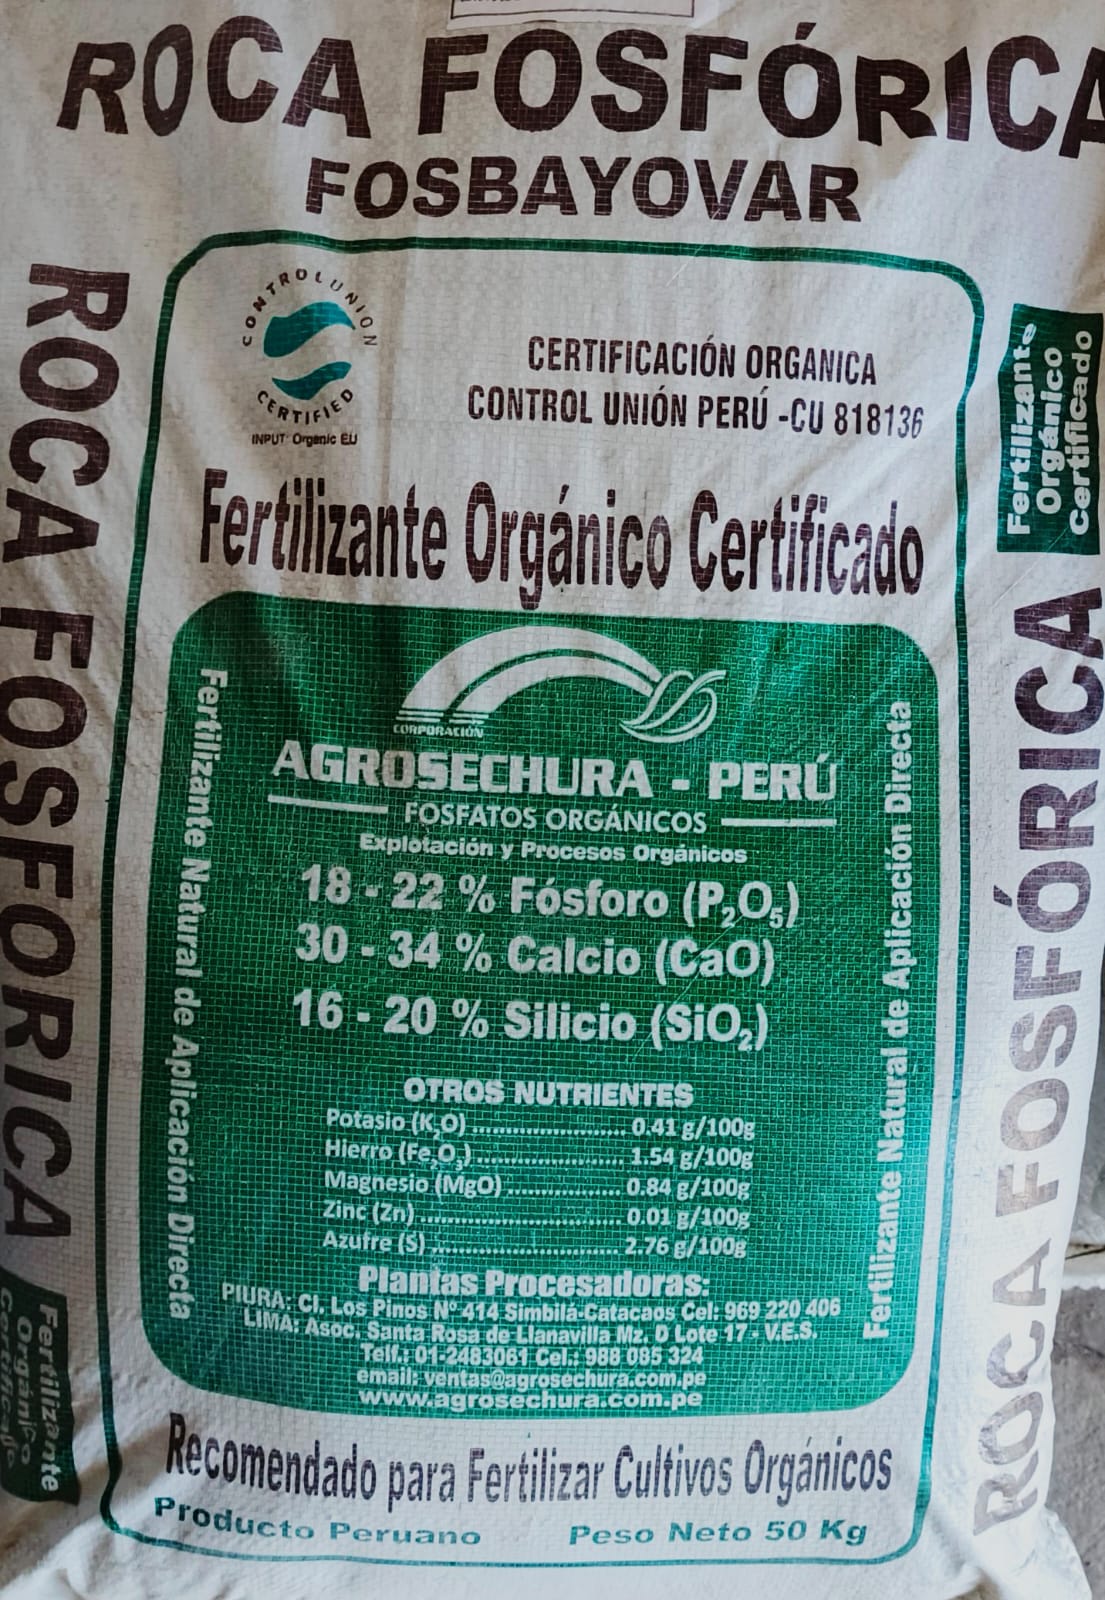 ROCA FOSFÓRICA
FOSBAYOVAR
ROCA FOSFORICA
Fertilizante
Orgánico
CONTROL UNION
CERTIFIED
INPUT: Organic EU
CERTIFICACIÓN ORGANICA
CONTROL UNIÓN PERÚ -CU 818136
Fertilizante Orgánico Certificado
Fertilizante Natural de Aplicación Directa
CORPORACIÓN
AGROSECHURA - PERÚ
FOSFATOS ORGÁNICOS
Explotación y Procesos Orgánicos
18 - 22 % Fósforo (P₂O₅)
30 - 34 % Calcio (CaO)
16 - 20 % Silicio (SiO₂)
OTROS NUTRIENTES
Potasio (K₂O) ............................ 0.41 g/100g
Hierro (Fe₂O₃) ........................... 1.54 g/100g
Magnesio (MgO) ..................... 0.84 g/100g
Zinc (Zn) ..................................... 0.01 g/100g
Azufre (S) ................................... 2.76 g/100g
Plantas Procesadoras:
PIURA: Cl. Los Pinos Nº 414 Simbilá-Catacaos Cel: 969 220 406
LIMA: Asoc. Santa Rosa de Llanavilla Mz. D Lote 17 - V.E.S.
Telf.: 01-2483061 Cel.: 988 085 324
email: ventas@agrosechura.com.pe
www.agrosechura.com.pe
Fertilizante Natural de Aplicación Directa
Recomendado para Fertilizar Cultivos Orgánicos
Producto Peruano
Peso Neto 50 Kg
Fertilizante
Orgánico
Certificado
ROCA FOSFÓRICA